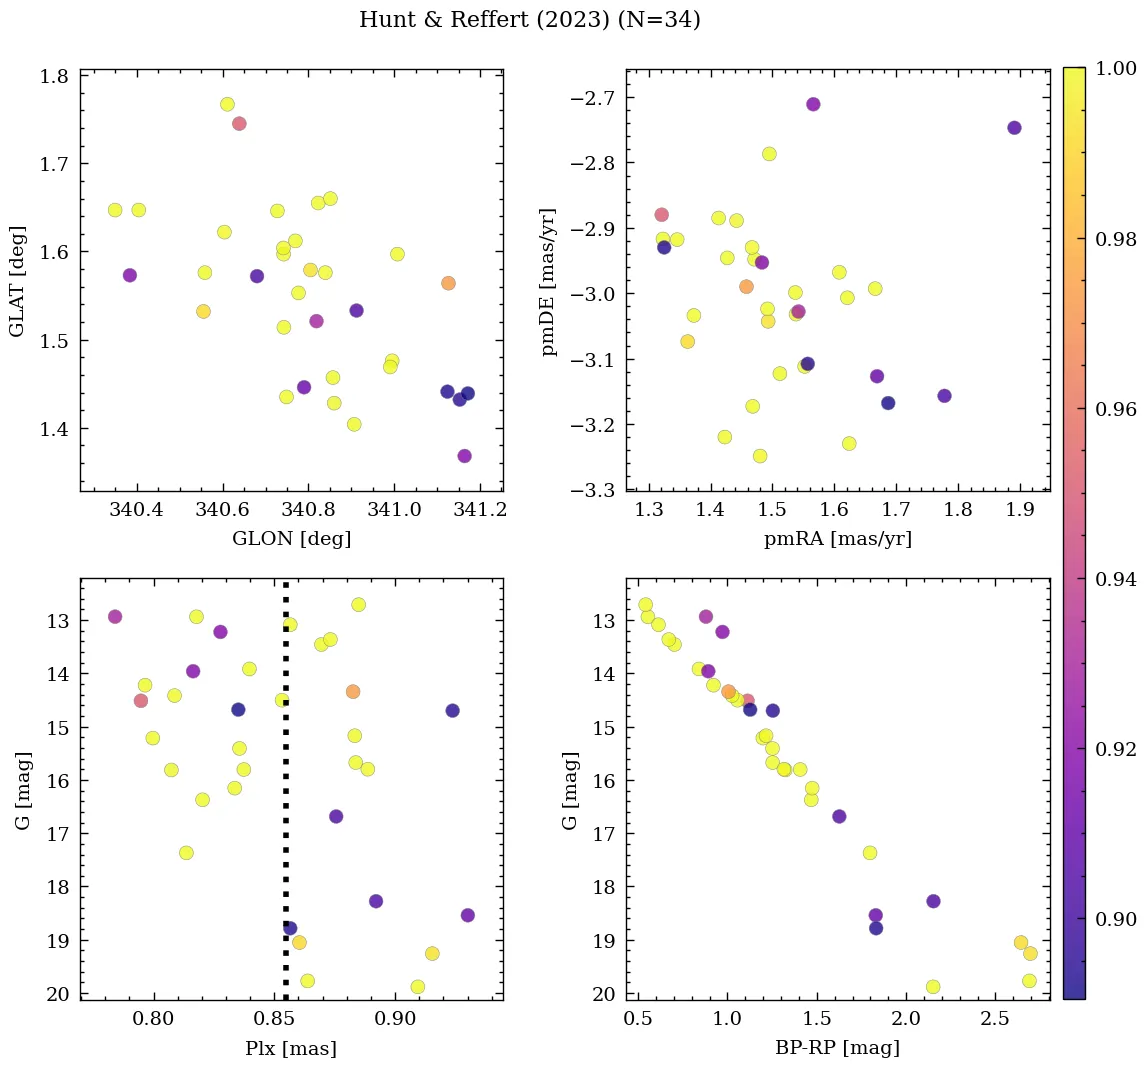 Hunt & Reffert (2023) (N=34)
1.8
1.7
1.6
1.5
1.4
GLAT [deg]
340.4 340.6 340.8 341.0 341.2
GLON [deg]
−2.7
−2.8
−2.9
−3.0
−3.1
−3.2
−3.3
pmDE [mas/yr]
1.3 1.4 1.5 1.6 1.7 1.8 1.9
pmRA [mas/yr]
1.00
0.98
0.96
0.94
0.92
0.90
13
14
15
16
17
18
19
20
G [mag]
0.80 0.85 0.90
Plx [mas]
13
14
15
16
17
18
19
20
G [mag]
0.5 1.0 1.5 2.0 2.5
BP-RP [mag]